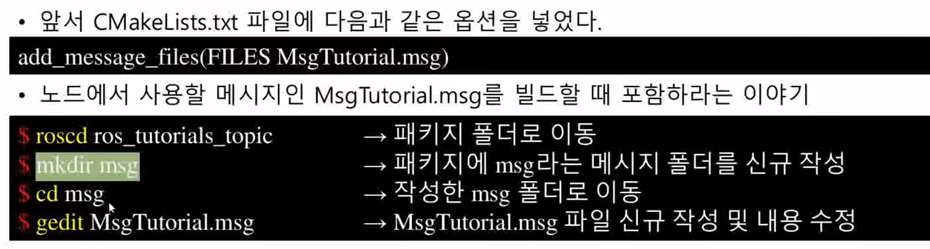 • 앞서 CMakeLists.txt 파일에 다음과 같은 옵션을 넣었다.
add_message_files(FILES MsgTutorial.msg)
• 노드에서 사용할 메시지인 MsgTutorial.msg를 빌드할 때 포함하라는 이야기
$ roscd ros_tutorials_topic → 패키지 폴더로 이동
$ mkdir msg → 패키지에 msg라는 메시지 폴더를 신규 작성
$ cd msg → 작성한 msg 폴더로 이동
$ gedit MsgTutorial.msg → MsgTutorial.msg 파일 신규 작성 및 내용 수정